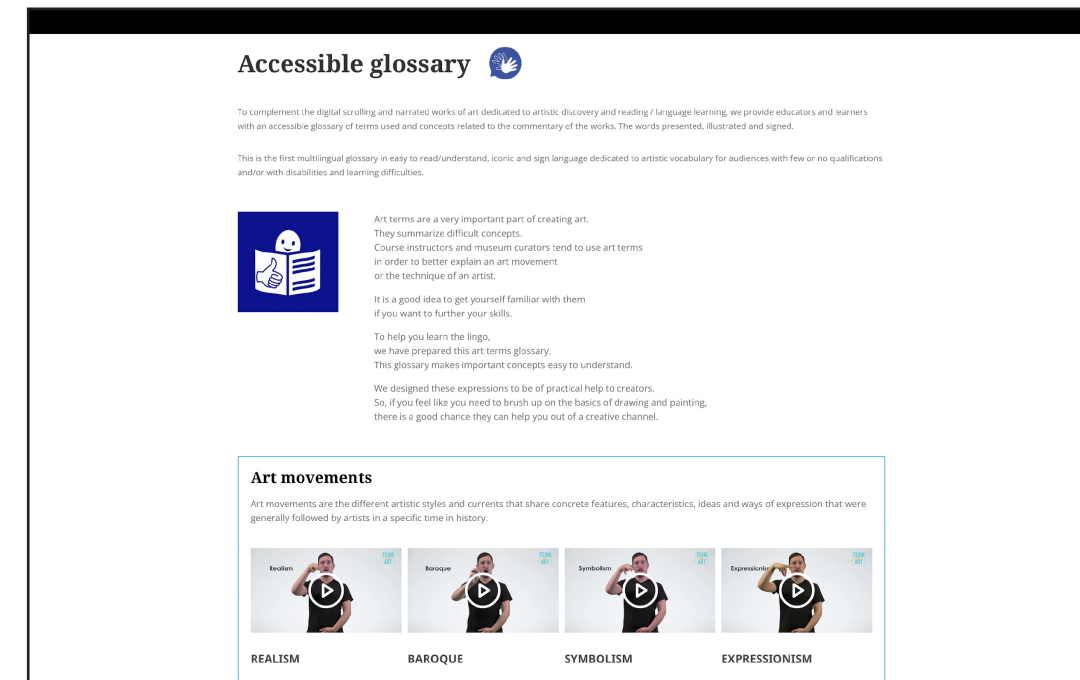 Accessible glossary
To complement the digital scrolling and narrated works of art dedicated to artistic discovery and reading / language learning, we provide educators and learners
with an accessible glossary of terms used and concepts related to the commentary of the works. The words presented, illustrated and signed.
This is the first multilingual glossary in easy to read/understand, iconic and sign language dedicated to artistic vocabulary for audiences with few or no qualifications
and/or with disabilities and learning difficulties.
Art terms are a very important part of creating art.
They summarize difficult concepts.
Course instructors and museum curators tend to use art terms
in order to better explain an art movement
or the technique of an artist.
It is a good idea to get yourself familiar with them
if you want to further your skills.
To help you learn the lingo,
we have prepared this art terms glossary.
This glossary makes important concepts easy to understand.
We designed these expressions to be of practical help to creators.
So, if you feel like you need to brush up on the basics of drawing and painting,
there is a good chance they can help you out of a creative channel.
Art movements
Art movements are the different artistic styles and currents that share concrete features, characteristics, ideas and ways of expression that were
generally followed by artists in a specific time in history.
TEAM
ART
Realism
TEAM
ART
Baroque
TEAM
ART
Symbolism
TEAM
ART
Expressionis
REALISM
BAROQUE
SYMBOLISM
EXPRESSIONISM